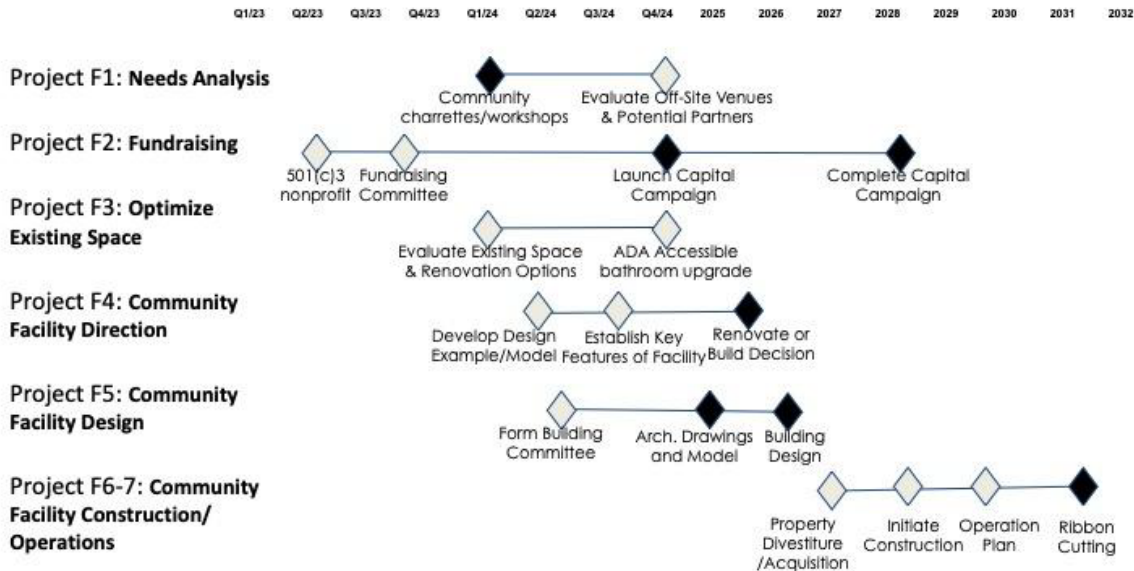 Q1/23 Q2/23 Q3/23 Q4/23 Q1/24 Q2/24 Q3/24 Q4/24 2025 2026 2027 2028 2029 2030 2031 2032
Project F1: Needs Analysis
Community
charrettes/workshops
Evaluate Off-Site Venues
& Potential Partners
Project F2: Fundraising
501(c)3
nonprofit
Fundraising
Committee
Launch Capital
Campaign
Complete Capital
Campaign
Project F3: Optimize
Existing Space
Evaluate Existing Space
& Renovation Options
ADA Accessible
bathroom upgrade
Project F4: Community
Facility Direction
Develop Design
Example/Model
Establish Key
Features of Facility
Renovate or
Build Decision
Project F5: Community
Facility Design
Form Building
Committee
Arch. Drawings
and Model
Building
Design
Project F6-7: Community
Facility Construction/
Operations
Property
Divestiture
/Acquisition
Initiate
Construction
Operation
Plan
Ribbon
Cutting